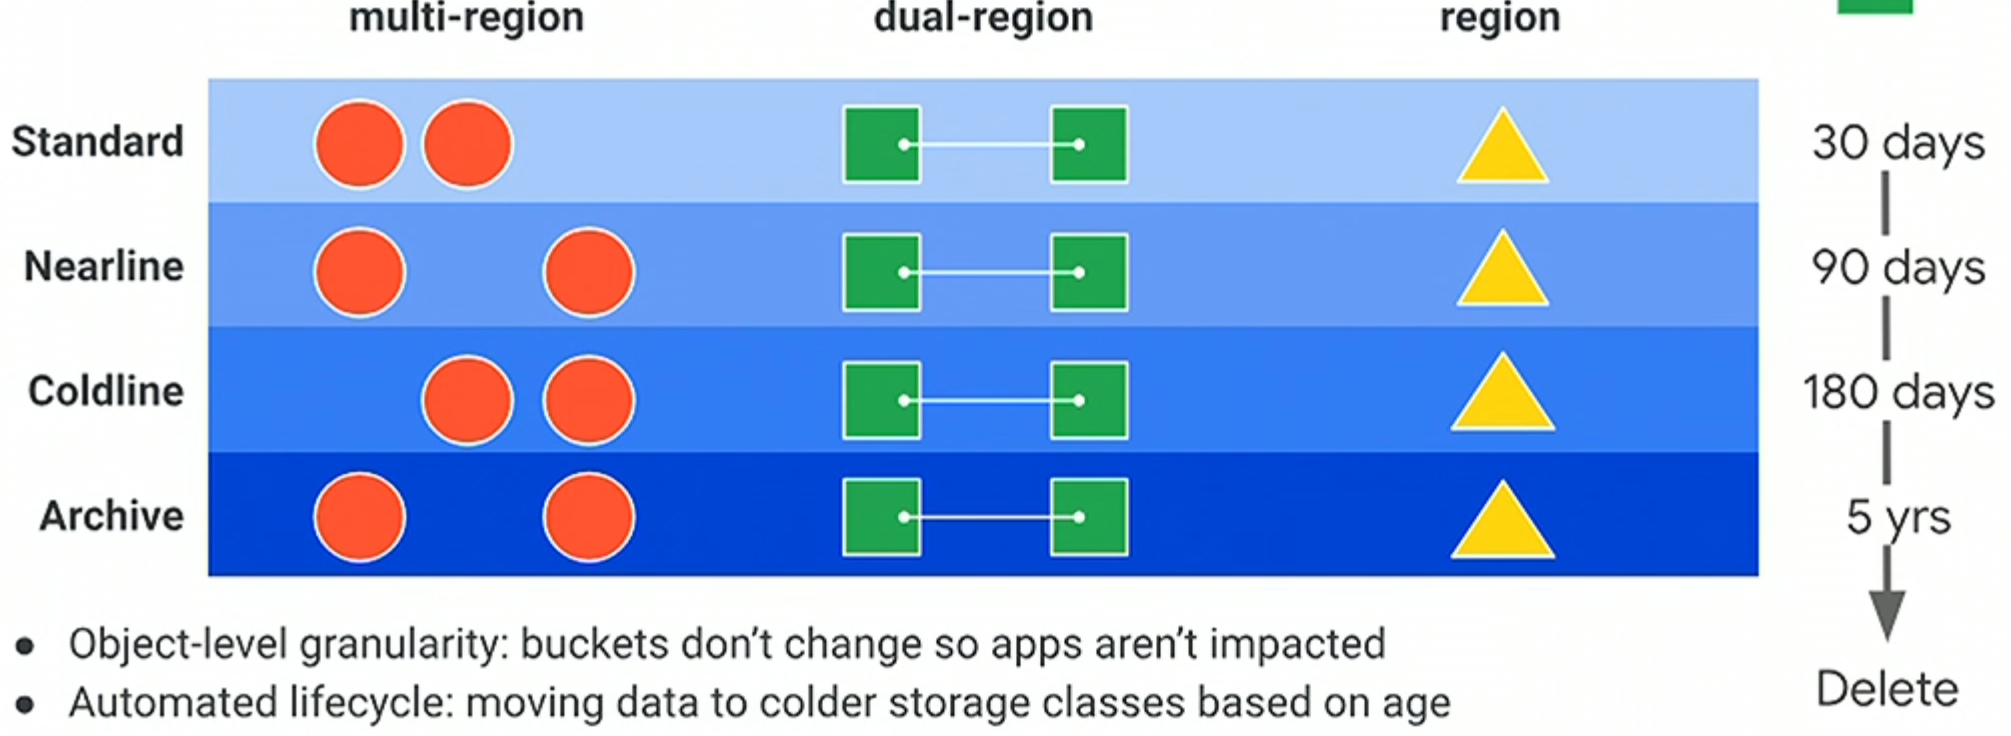 multi-region dual-region region
Standard 30 days
Nearline 90 days
Coldline 180 days
Archive 5 yrs
• Object-level granularity: buckets don't change so apps aren't impacted
• Automated lifecycle: moving data to colder storage classes based on age
Delete